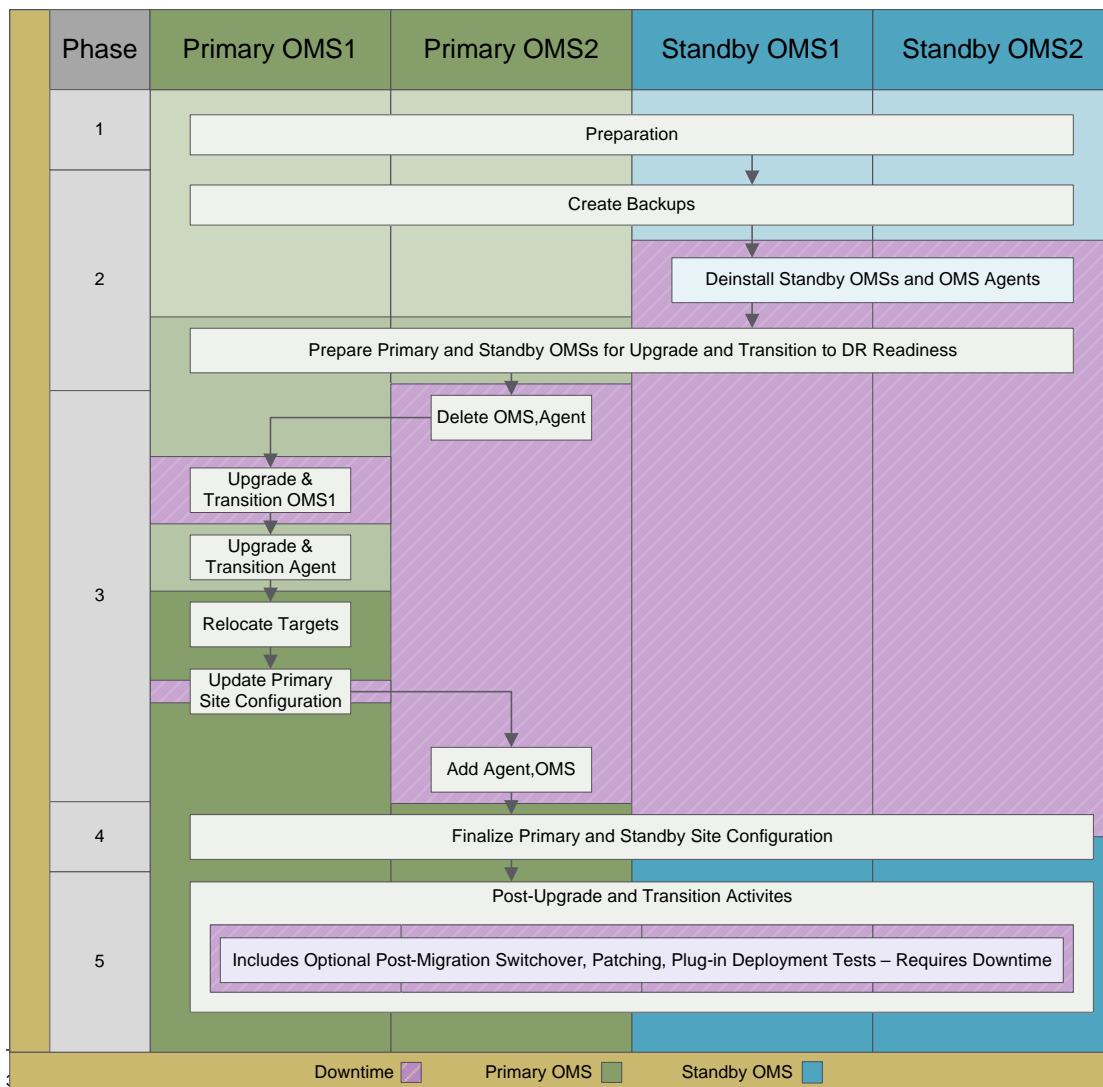 Phase
Primary OMS1
Primary OMS2
Standby OMS1
Standby OMS2
1
Preparation
Create Backups
2
Deinstall Standby OMSs and OMS Agents
Prepare Primary and Standby OMSs for Upgrade and Transition to DR Readiness
Delete OMS,Agent
Upgrade &
Transition OMS1
Upgrade &
Transition Agent
3
Relocate Targets
Update Primary
Site Configuration
Add Agent,OMS
4
Finalize Primary and Standby Site Configuration
Post-Upgrade and Transition Activites
5
Includes Optional Post-Migration Switchover, Patching, Plug-in Deployment Tests – Requires Downtime
Downtime
Primary OMS
Standby OMS